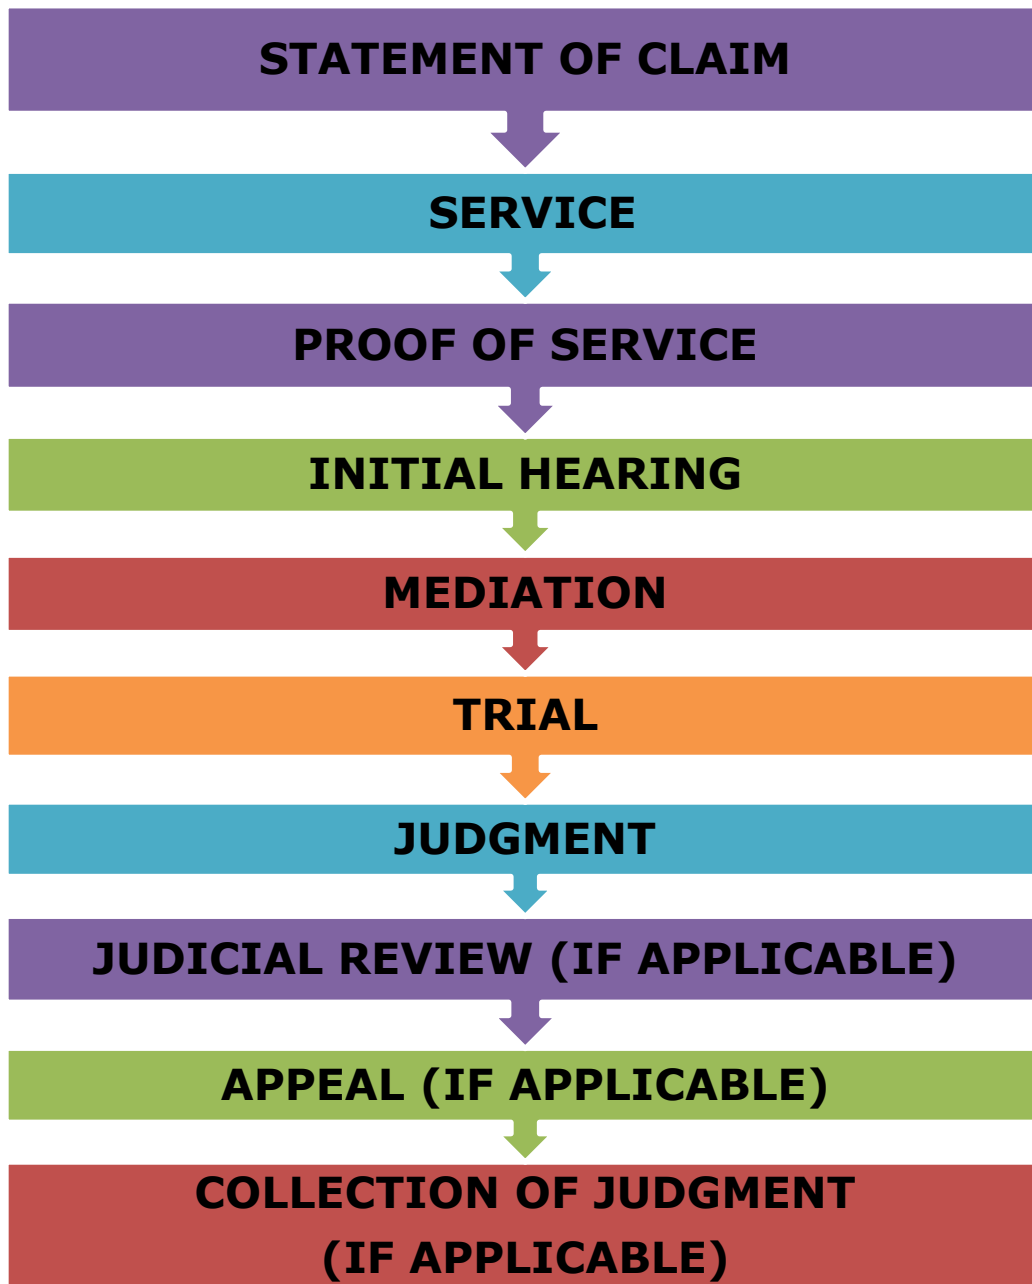 STATEMENT OF CLAIM
SERVICE
PROOF OF SERVICE
INITIAL HEARING
MEDIATION
TRIAL
JUDGMENT
JUDICIAL REVIEW (IF APPLICABLE)
APPEAL (IF APPLICABLE)
COLLECTION OF JUDGMENT
(IF APPLICABLE)